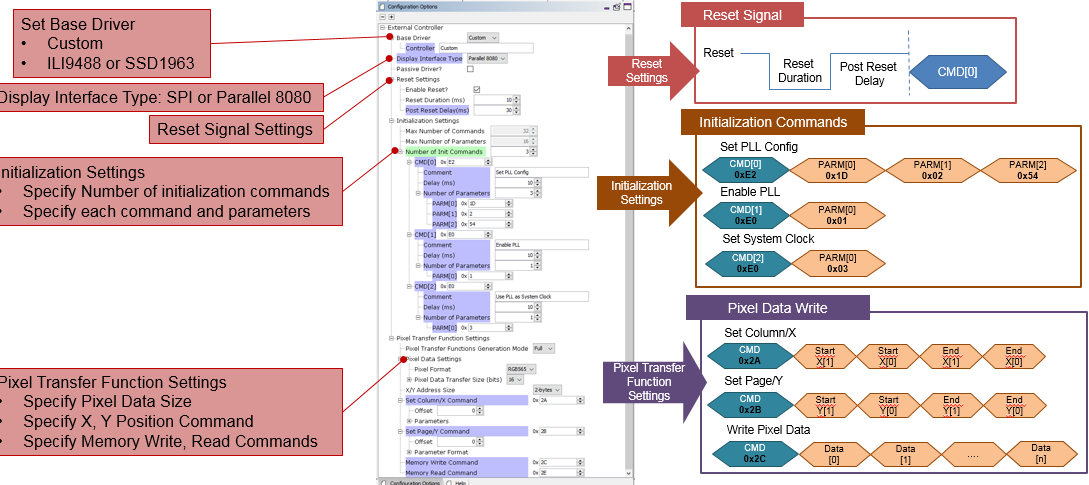 Set Base Driver
• Custom
• ILI9488 or SSD1963
Display Interface Type: SPI or Parallel 8080
Reset Signal Settings
Initialization Settings
• Specify Number of initialization commands
• Specify each command and parameters
Pixel Transfer Function Settings
• Specify Pixel Data Size
• Specify X, Y Position Command
• Specify Memory Write, Read Commands
Configuration Options
External Controller
Base Driver Custom
Controller Custom
Display Interface Type Parallel 8080
Passive Driver?
Reset Settings
Enable Reset?
Reset Duration (ms) 10
Post Reset Delay(ms) 30
Initialization Settings
Max Number of Commands 32
Max Number of Parameters 16
Number of Init Commands 3
CMD[0] 0x E2
Comment Set PLL Config
Delay (ms) 10
Number of Parameters 3
PARM[0] 0x 1D
PARM[1] 0x 2
PARM[2] 0x 54
CMD[1] 0x E0
Comment Enable PLL
Delay (ms) 10
Number of Parameters 1
PARM[0] 0x 1
CMD[2] 0x E0
Comment Use PLL as System Clock
Delay (ms) 10
Number of Parameters 1
PARM[0] 0x 3
Pixel Transfer Function Settings
Pixel Transfer Functions Generation Mode Full
Pixel Data Settings
Pixel Format RGB565
Pixel Data Transfer Size (bits) 16
X/Y Address Size 2-bytes
Set Column/X Command 0x 2A
Offset 0
Parameters
Set Page/Y Command 0x 2B
Offset 0
Parameter Format
Memory Write Command 0x 2C
Memory Read Command 0x 2E
Configuration Options Help
Reset
Settings
Reset Signal
Reset
Reset
Duration
Post Reset
Delay
CMD[0]
Initialization
Settings
Initialization Commands
Set PLL Config
CMD[0]
0xE2
PARM[0]
0x1D
PARM[1]
0x02
PARM[2]
0x54
Enable PLL
CMD[1]
0xE0
PARM[0]
0x01
Set System Clock
CMD[2]
0xE0
PARM[0]
0x03
Pixel Transfer
Function
Settings
Pixel Data Write
Set Column/X
CMD
0x2A
Start
X[1]
Start
X[0]
End
X[1]
End
X[0]
Set Page/Y
CMD
0x2B
Start
Y[1]
Start
Y[0]
End
Y[1]
End
Y[0]
Write Pixel Data
CMD
0x2C
Data
[0]
Data
[1]
....
Data
[n]